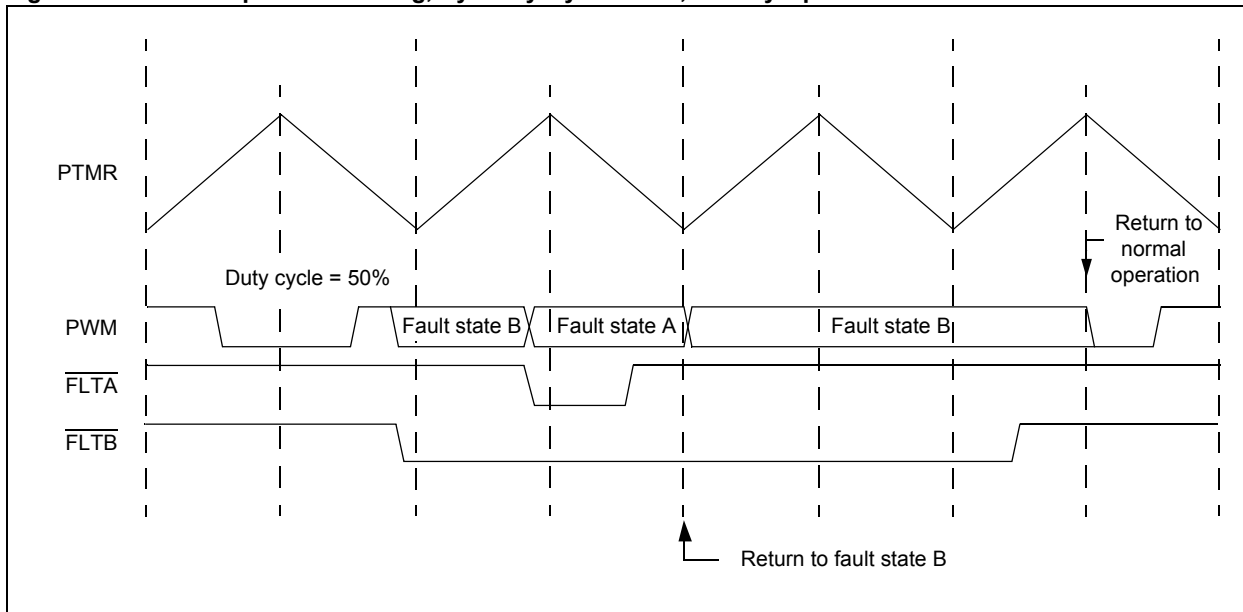 PTMR
Return to
normal
operation
Duty cycle = 50%
PWM
Fault state B
Fault state A
Fault state B
FLTA
FLTB
Return to fault state B